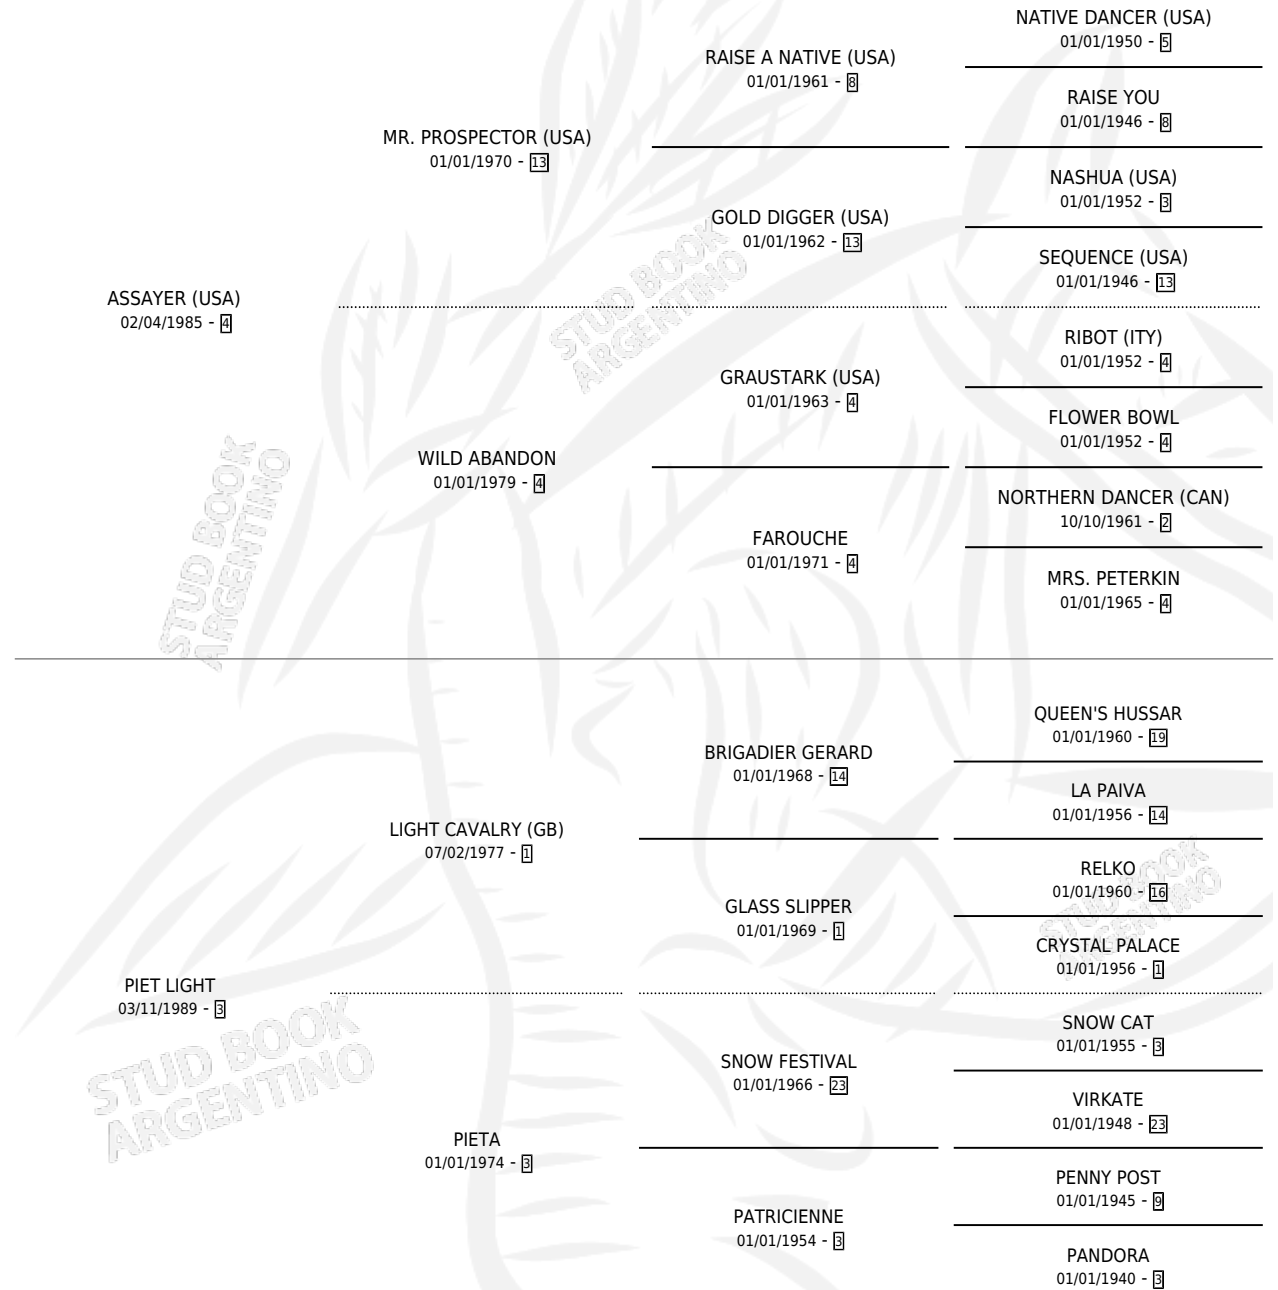 NATIVE DANCER (USA)
01/01/1950 - 5
RAISE A NATIVE (USA)
01/01/1961 - 8
RAISE YOU
01/01/1946 - 8
MR. PROSPECTOR (USA)
01/01/1970 - 13
NASHUA (USA)
01/01/1952 - 3
GOLD DIGGER (USA)
01/01/1962 - 13
SEQUENCE (USA)
01/01/1946 - 13
STUD BOOK
ARGENTINO
ASSAYER (USA)
02/04/1985 - 4
RIBOT (ITY)
01/01/1952 - 4
GRAUSTARK (USA)
01/01/1963 - 4
FLOWER BOWL
01/01/1952 - 4
WILD ABANDON
01/01/1979 - 4
NORTHERN DANCER (CAN)
10/10/1961 - 2
FAROUCHE
01/01/1971 - 4
MRS. PETERKIN
01/01/1965 - 4
STUD BOOK
ARGENTINO
QUEEN'S HUSSAR
01/01/1960 - 19
BRIGADIER GERARD
01/01/1968 - 14
LA PAIVA
01/01/1956 - 14
LIGHT CAVALRY (GB)
07/02/1977 - 1
RELKO
01/01/1960 - 16
STUD BOOK
ARGENTINO
GLASS SLIPPER
01/01/1969 - 1
CRYSTAL PALACE
01/01/1956 - 1
PIET LIGHT
03/11/1989 - 3
STUD BOOK
ARGENTINO
SNOW CAT
01/01/1955 - 3
SNOW FESTIVAL
01/01/1966 - 23
VIRKATE
01/01/1948 - 23
PIETA
01/01/1974 - 3
PENNY POST
01/01/1945 - 9
PATRICIENNE
01/01/1954 - 3
PANDORA
01/01/1940 - 3